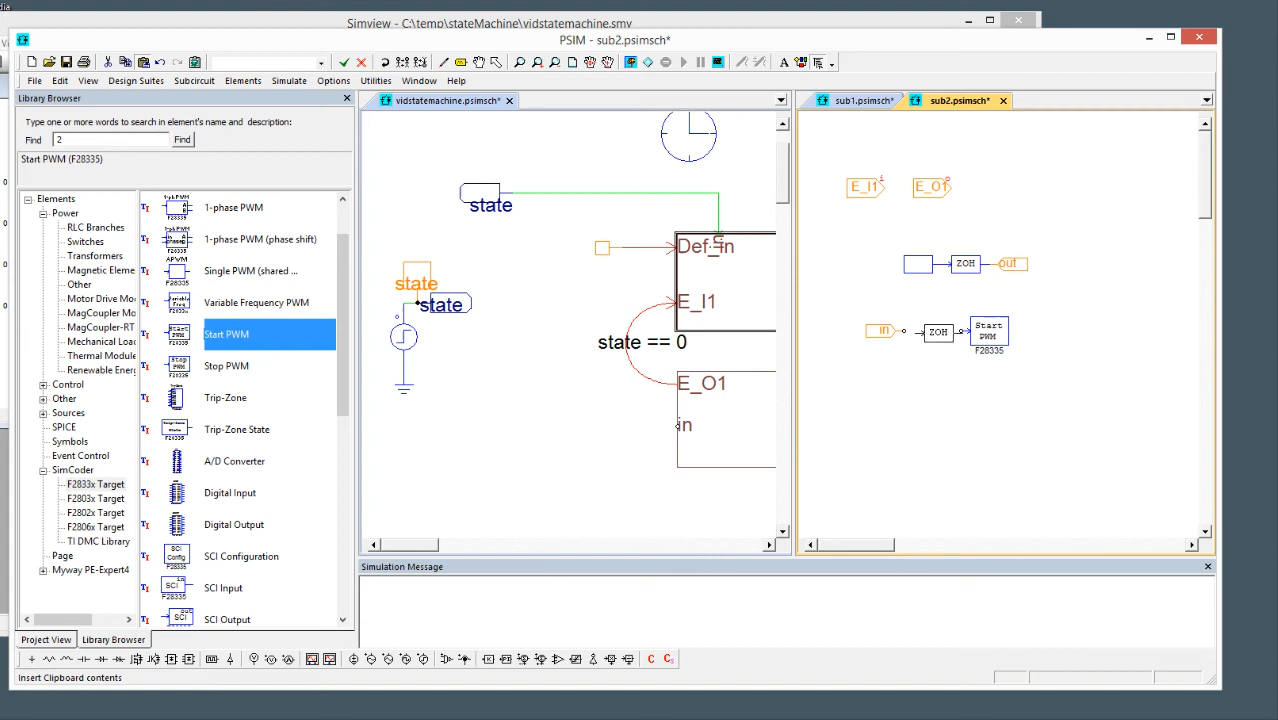 dia
Simview - C:\temp\stateMachine\vidstatemachine.smv
PSIM - sub2.psimsch*
File Edit View Design Suites Subcircuit Elements Simulate Options Utilities Window Help
Library Browser
Type one or more words to search in element's name and description:
Find 2 Find
Start PWM (F28335)
Elements
Power
RLC Branches
Switches
Transformers
Magnetic Eleme
Other
Motor Drive Mo
MagCoupler Mo
MagCoupler-RT
Mechanical Loa
Thermal Module
Renewable Energ
Control
Other
Sources
SPICE
Symbols
Event Control
SimCoder
F2833x Target
F2803x Target
F2802x Target
F2806x Target
TI DMC Library
Page
Myway PE-Expert4
1-phase PWM
1-phase PWM (phase shift)
Single PWM (shared ...
Variable Frequency PWM
Start PWM
Stop PWM
Trip-Zone
Trip-Zone State
A/D Converter
Digital Input
Digital Output
SCI Configuration
SCI Input
SCI Output
Project View Library Browser
vidstatemachine.psimsch*
state
Def_in
state
state
E_I1
state == 0
E_O1
in
sub1.psimsch* sub2.psimsch*
E_I1 i E_O1 o
ZOH out
in ZOH Start PWM
F28335
Simulation Message
C Cs
Insert Clipboard contents